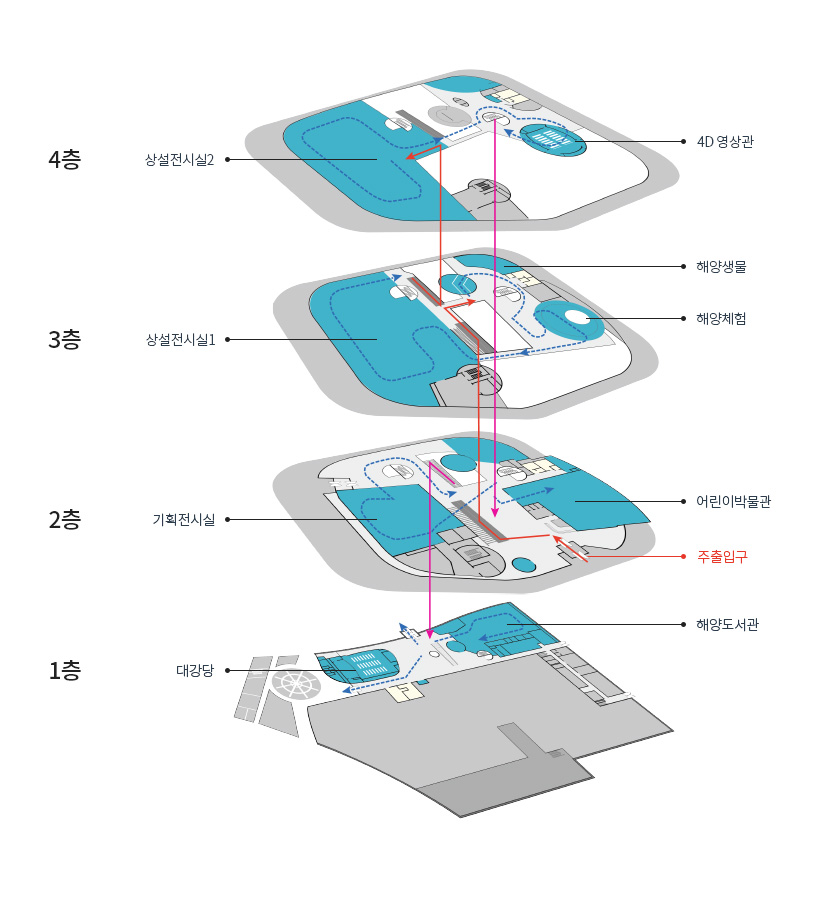 4층
상설전시실2
4D 영상관
3층
상설전시실1
해양생물
해양체험
2층
기획전시실
어린이박물관
주출입구
1층
대강당
해양도서관